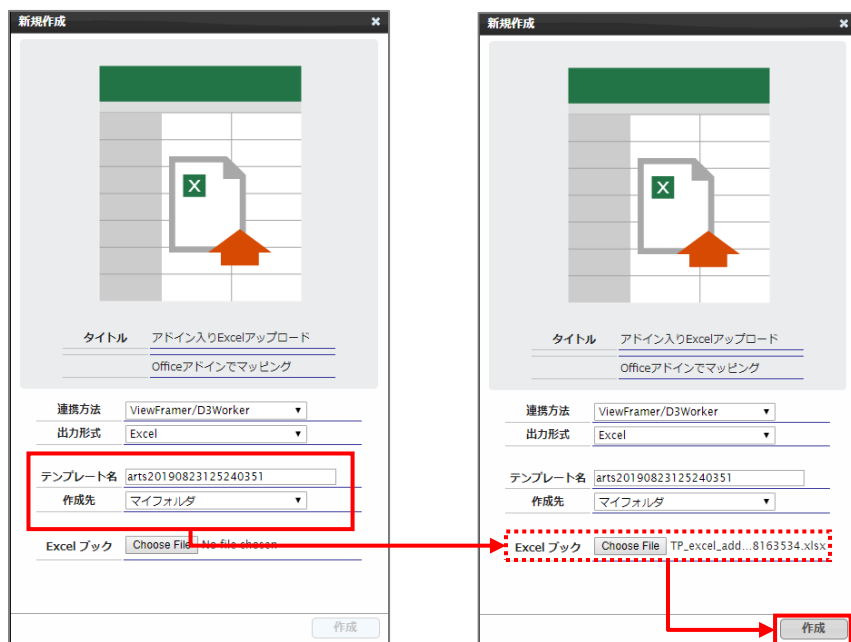 新規作成 ×
X
タイトル アドイン入りExcelアップロード
Officeアドインでマッピング
連携方法 ViewFramer/D3Worker
出力形式 Excel
テンプレート名 arts20190823125240351
作成先 マイフォルダ
Excel ブック Choose File No file chosen
作成
新規作成 ×
X
タイトル アドイン入りExcelアップロード
Officeアドインでマッピング
連携方法 ViewFramer/D3Worker
出力形式 Excel
テンプレート名 arts20190823125240351
作成先 マイフォルダ
Excel ブック Choose File TP_excel_add...8163534.xlsx
作成